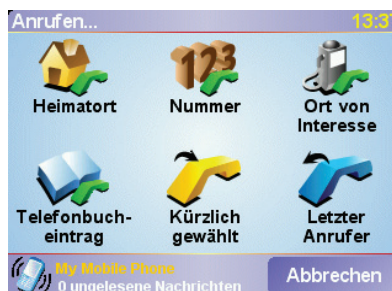 Anrufen...
13:37
Heimatort
Nummer
Ort von
Interesse
Telefonbuch-
eintrag
Kürzlich
gewählt
Letzter
Anrufer
My Mobile Phone
0 ungelesene Nachrichten
Abbrechen